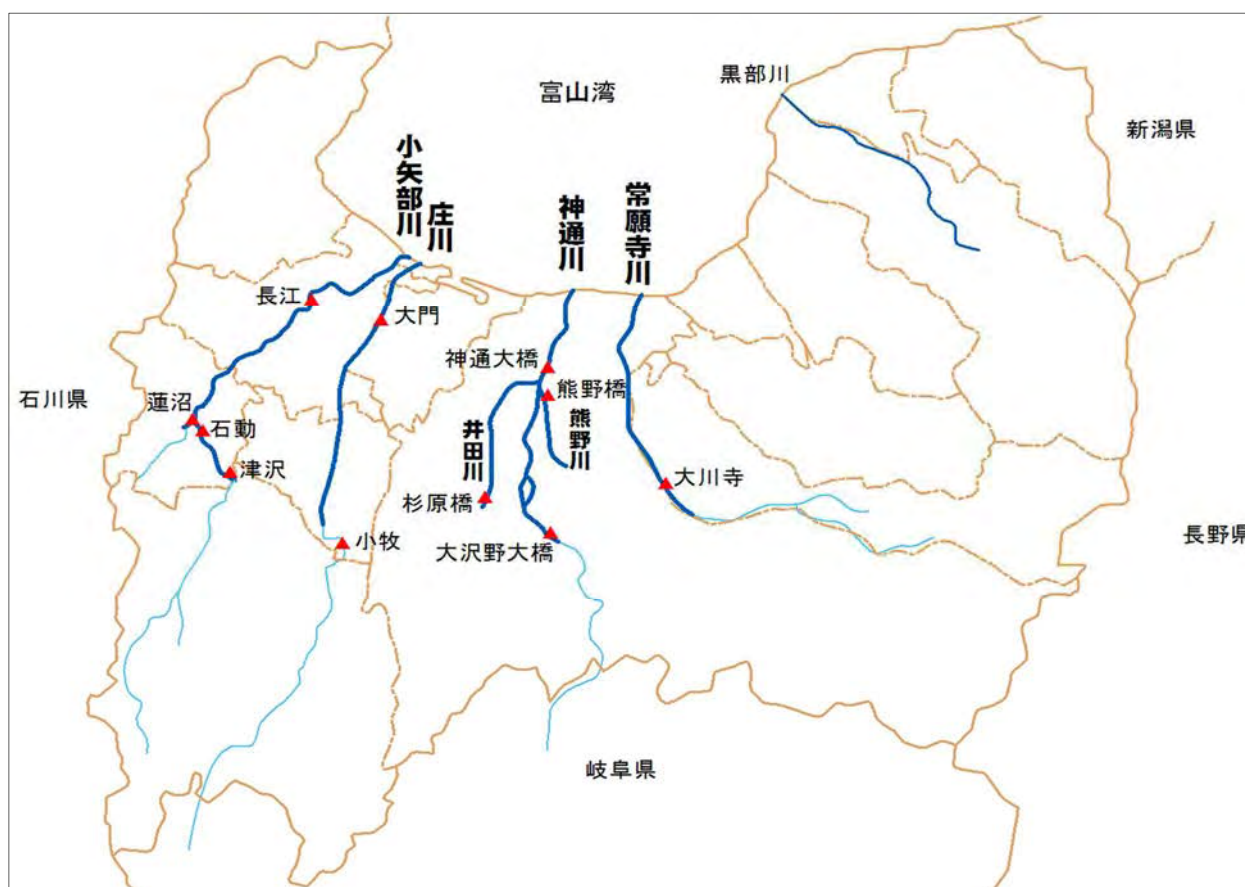 黒部川
富山湾
新潟県
小矢部川
庄川
神通川
常願寺川
長江
大門
神通大橋
熊野橋
石川県
蓮沼
石動
井田川
熊野川
津沢
杉原橋
大川寺
小牧
大沢野大橋
長野県
岐阜県